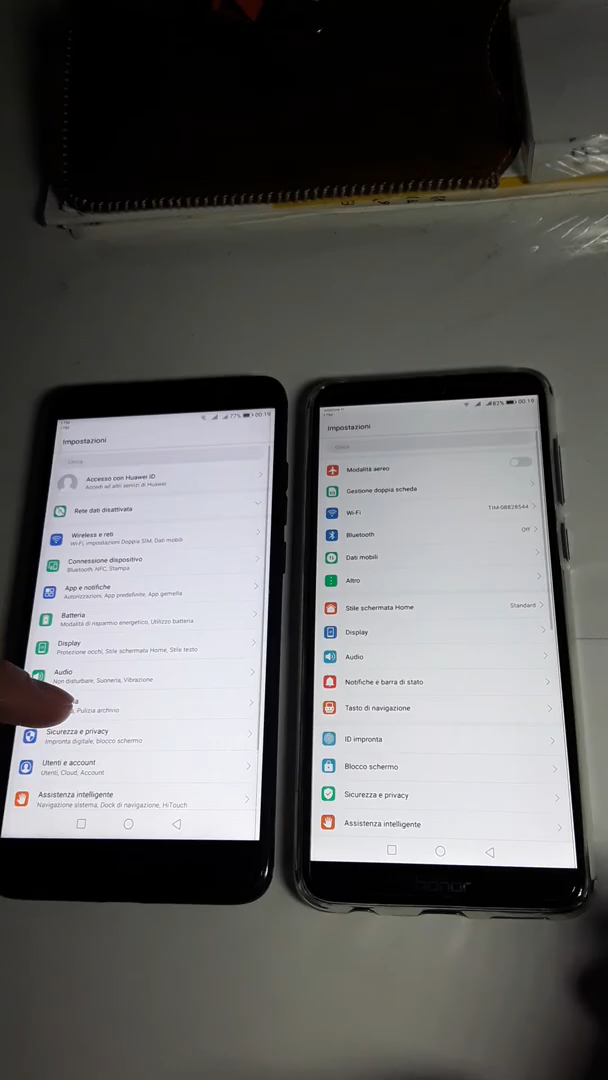 77% 00:19
Impostazioni
Cerca
Accesso con Huawei ID
Accedi ad altri servizi di Huawei
Rete dati disattivata
Wireless e reti
Wi-Fi, Impostazioni Doppia SIM, Dati mobili
Connessione dispositivo
Bluetooth, NFC, Stampa
App e notifiche
Autorizzazioni, App predefinite, App gemella
Batteria
Modalità di risparmio energetico, Utilizzo batteria
Display
Protezione occhi, Stile schermata Home, Stile testo
Audio
Non disturbare, Suoneria, Vibrazione
Pulizia archivio
Sicurezza e privacy
Impronta digitale, blocco schermo
Utenti e account
Utenti, Cloud, Account
Assistenza intelligente
Navigazione sistema, Dock di navigazione, HiTouch
82% 00:19
Impostazioni
Cerca
Modalità aereo
Gestione doppia scheda
Wi-Fi TIM-08828544
Bluetooth Off
Dati mobili
Altro
Stile schermata Home Standard
Display
Audio
Notifiche e barra di stato
Tasto di navigazione
ID impronta
Blocco schermo
Sicurezza e privacy
Assistenza intelligente
honor